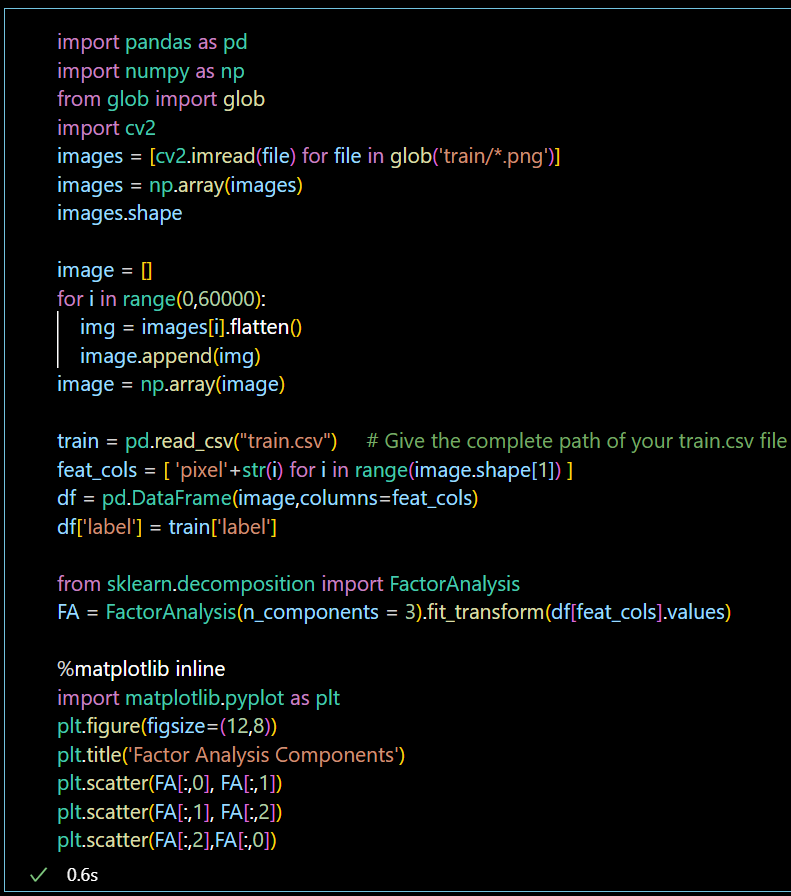 import pandas as pd
import numpy as np
from glob import glob
import cv2
images = [cv2.imread(file) for file in glob('train/*.png')]
images = np.array(images)
images.shape
image = []
for i in range(0,60000):
    img = images[i].flatten()
    image.append(img)
image = np.array(image)
train = pd.read_csv("train.csv")     # Give the complete path of your train.csv file
feat_cols = [ 'pixel'+str(i) for i in range(image.shape[1]) ]
df = pd.DataFrame(image,columns=feat_cols)
df['label'] = train['label']
from sklearn.decomposition import FactorAnalysis
FA = FactorAnalysis(n_components = 3).fit_transform(df[feat_cols].values)
%matplotlib inline
import matplotlib.pyplot as plt
plt.figure(figsize=(12,8))
plt.title('Factor Analysis Components')
plt.scatter(FA[:,0], FA[:,1])
plt.scatter(FA[:,1], FA[:,2])
plt.scatter(FA[:,2],FA[:,0])
0.6s